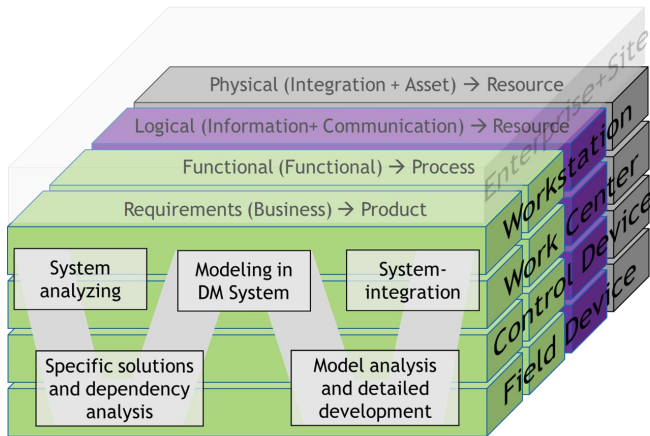 Physical (Integration + Asset) → Resource
Logical (Information+ Communication) → Resource
Functional (Functional) → Process
Requirements (Business) → Product
Enterprise+Site
Workstation
Work Center
Control Device
Field Device
System
analyzing
Modeling in
DM System
System-
integration
Specific solutions
and dependency
analysis
Model analysis
and detailed
development